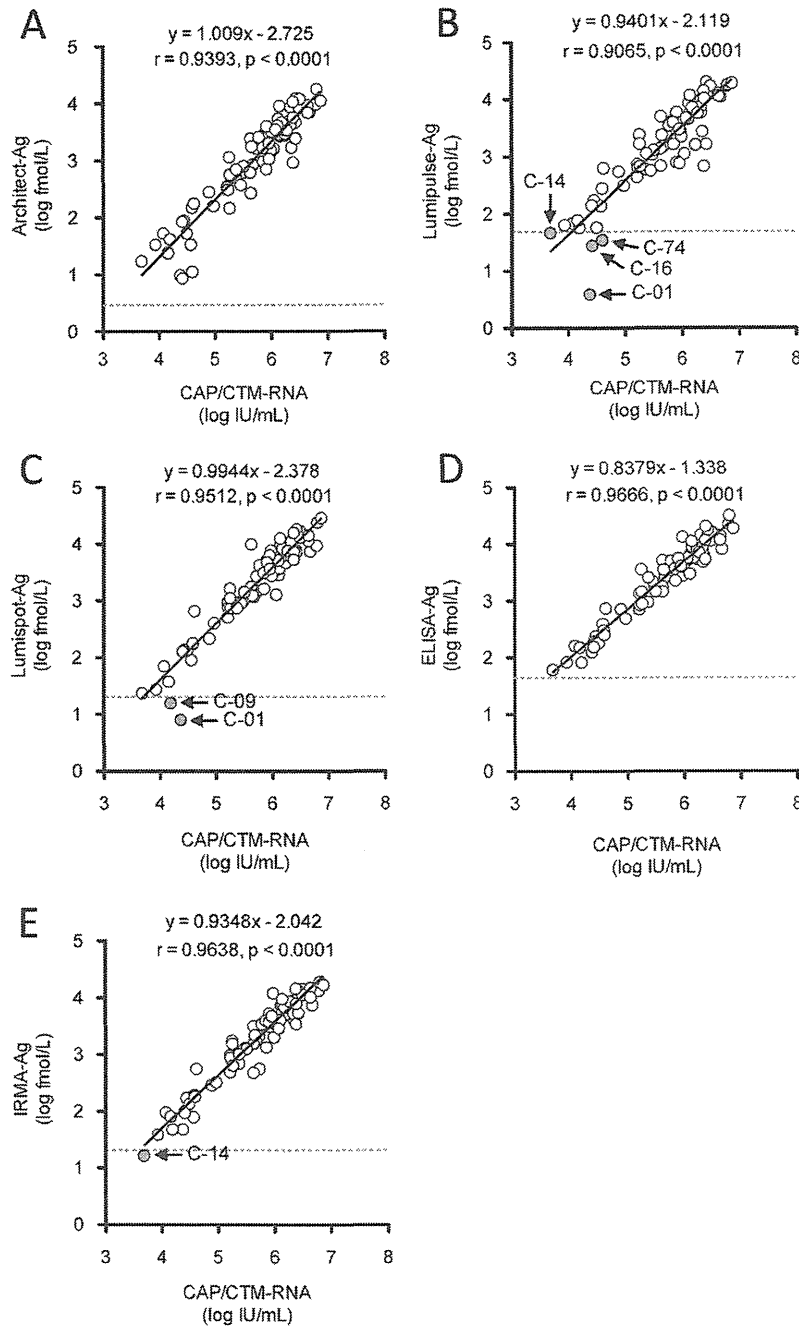 A
y = 1.009x - 2.725
r = 0.9393, p < 0.0001
Architect-Ag
(log fmol/L)
5
4
3
2
1
0
3 4 5 6 7 8
CAP/CTM-RNA
(log IU/mL)
B
y = 0.9401x - 2.119
r = 0.9065, p < 0.0001
Lumipulse-Ag
(log fmol/L)
5
4
3
2
1
0
C-14
C-74
C-16
C-01
3 4 5 6 7 8
CAP/CTM-RNA
(log IU/mL)
C
y = 0.9944x - 2.378
r = 0.9512, p < 0.0001
Lumispot-Ag
(log fmol/L)
5
4
3
2
1
0
C-09
C-01
3 4 5 6 7 8
CAP/CTM-RNA
(log IU/mL)
D
y = 0.8379x - 1.338
r = 0.9666, p < 0.0001
ELISA-Ag
(log fmol/L)
5
4
3
2
1
0
3 4 5 6 7 8
CAP/CTM-RNA
(log IU/mL)
E
y = 0.9348x - 2.042
r = 0.9638, p < 0.0001
IRMA-Ag
(log fmol/L)
5
4
3
2
1
0
C-14
3 4 5 6 7 8
CAP/CTM-RNA
(log IU/mL)